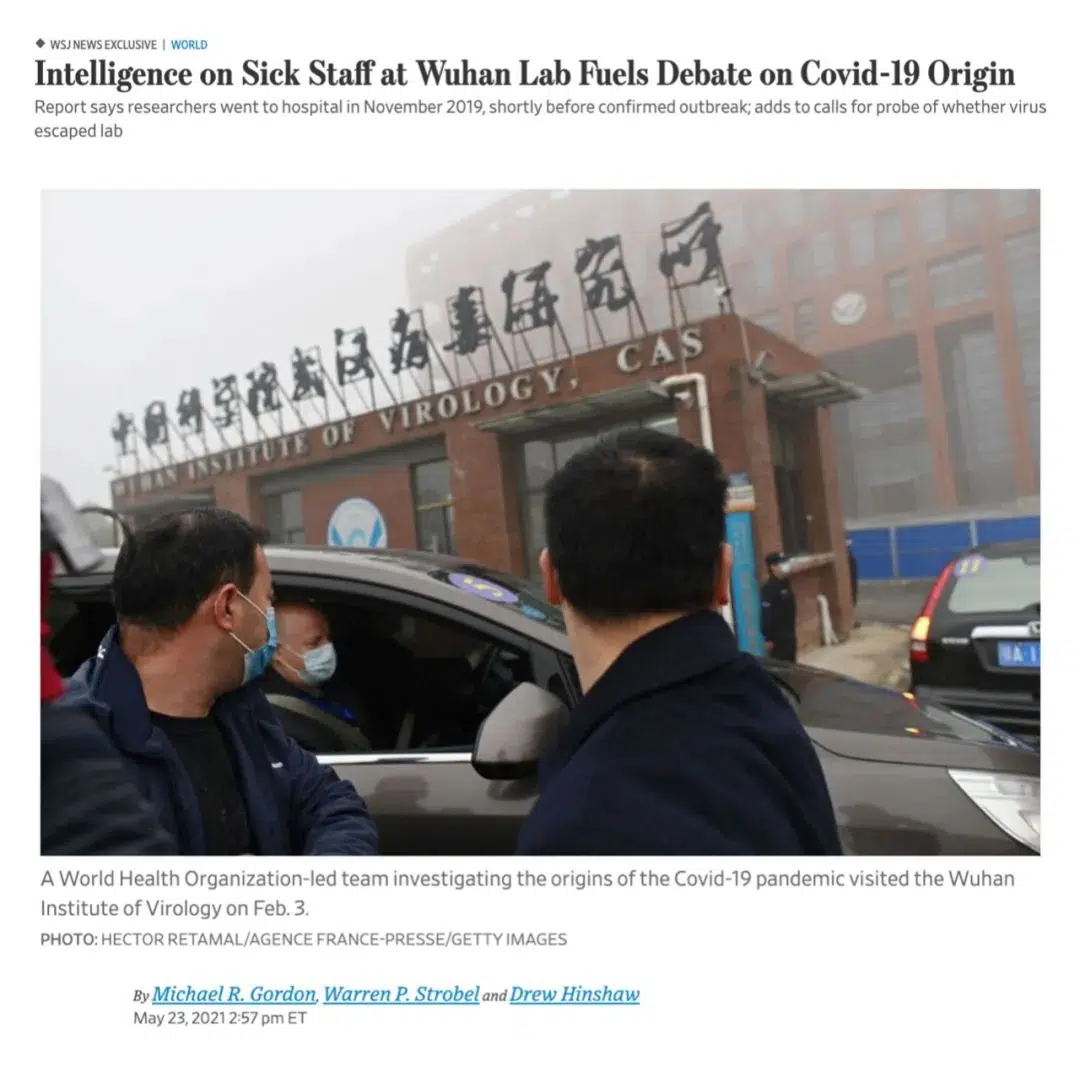 WSJ NEWS EXCLUSIVE | WORLD
Intelligence on Sick Staff at Wuhan Lab Fuels Debate on Covid-19 Origin
Report says researchers went to hospital in November 2019, shortly before confirmed outbreak; adds to calls for probe of whether virus
escaped lab
中国科学院武汉病毒研究所
WUHAN INSTITUTE OF VIROLOGY, CAS
A World Health Organization-led team investigating the origins of the Covid-19 pandemic visited the Wuhan
Institute of Virology on Feb. 3.
PHOTO: HECTOR RETAMAL/AGENCE FRANCE-PRESSE/GETTY IMAGES
By Michael R. Gordon, Warren P. Strobel and Drew Hinshaw
May 23, 2021 2:57 pm ET